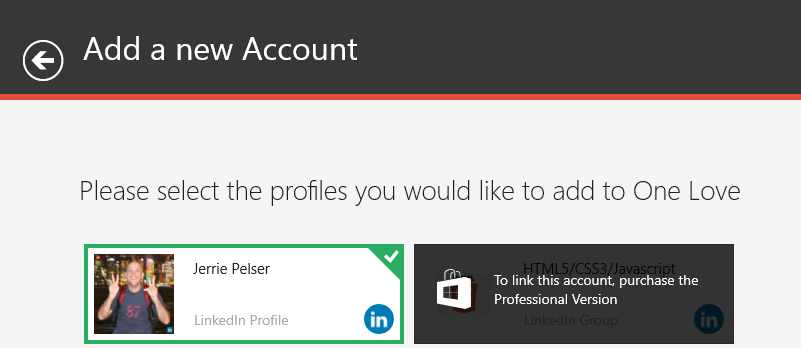 Add a new Account
Please select the profiles you would like to add to One Love
Jerrie Pelser
LinkedIn Profile
in
HTML5/CSS3/Javascript
To link this account, purchase the
Professional Version
LinkedIn Group
in
87